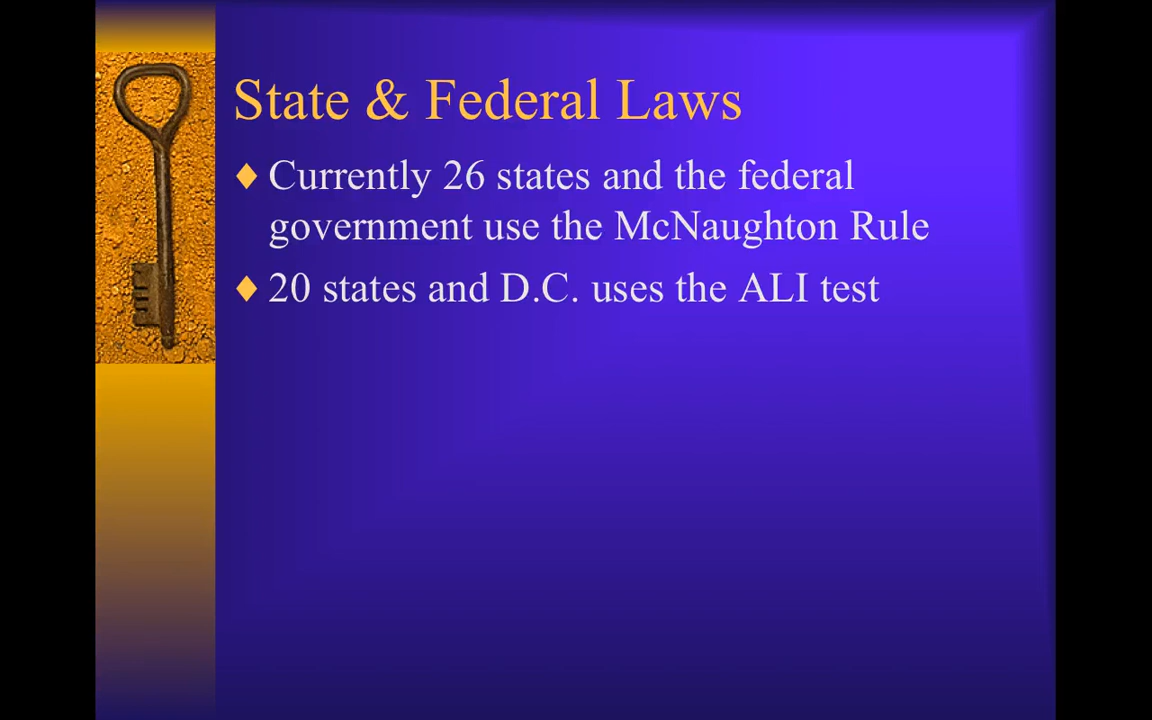 State & Federal Laws
Currently 26 states and the federal
government use the McNaughton Rule
20 states and D.C. uses the ALI test